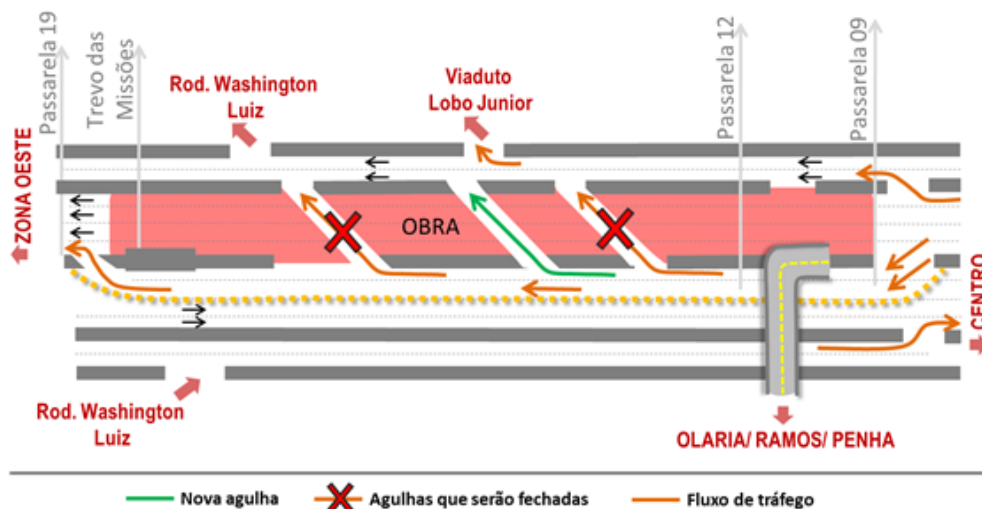 Passarela 19
Trevo das
Missões
Rod. Washington
Luiz
Viaduto
Lobo Junior
Passarela 12
Passarela 09
ZONA OESTE
OBRA
CENTRO
Rod. Washington
Luiz
OLARIA/ RAMOS/ PENHA
Nova agulha
Agulhas que serão fechadas
Fluxo de tráfego